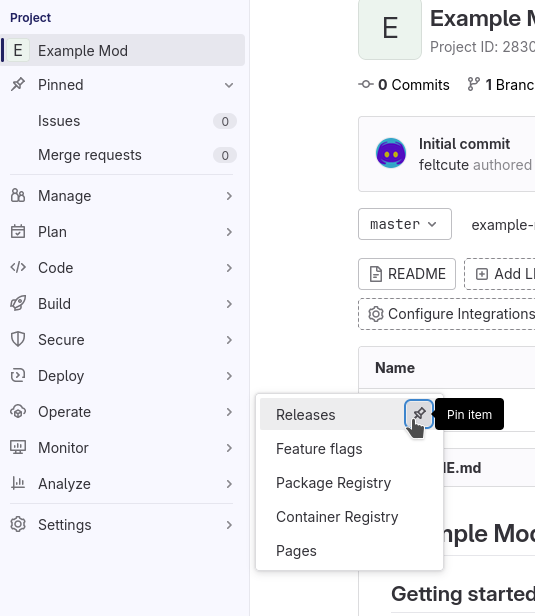 Project
E Example Mod
Pinned
Issues 0
Merge requests 0
Manage
Plan
Code
Build
Secure
Deploy
Operate
Monitor
Analyze
Settings
E
Example M
Project ID: 2830
0 Commits 1 Branc
Initial commit
feltcute authored
master example-
README Add LI
Configure Integrations
Name
Releases
Pin item
Feature flags
Package Registry
Container Registry
Pages
E.md
mple Mod
Getting started